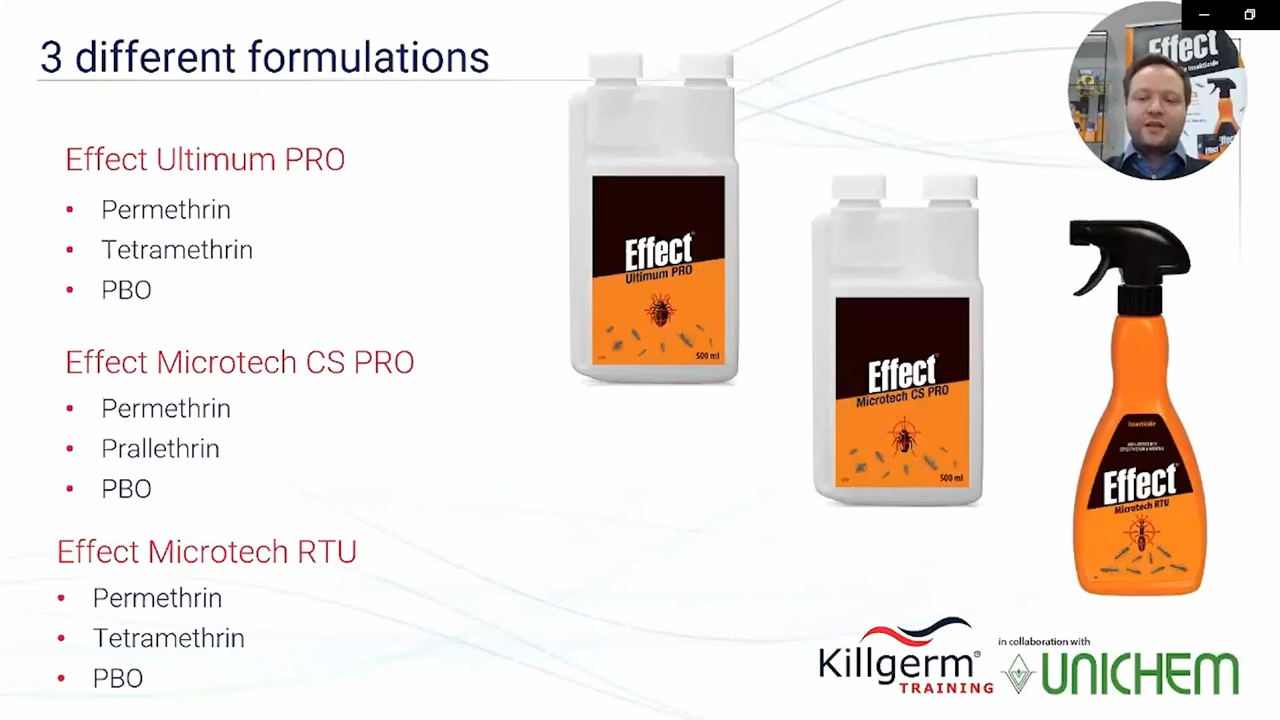 3 different formulations
Effect Ultimum PRO
• Permethrin
• Tetramethrin
• PBO
Effect Microtech CS PRO
• Permethrin
• Prallethrin
• PBO
Effect Microtech RTU
• Permethrin
• Tetramethrin
• PBO
Effect®
Ultimum PRO
500 ml
Effect®
Microtech CS PRO
500 ml
Effect
Insecticide
Effect®
Microtech RTU
Killgerm®
TRAINING
in collaboration with
UNICHEM